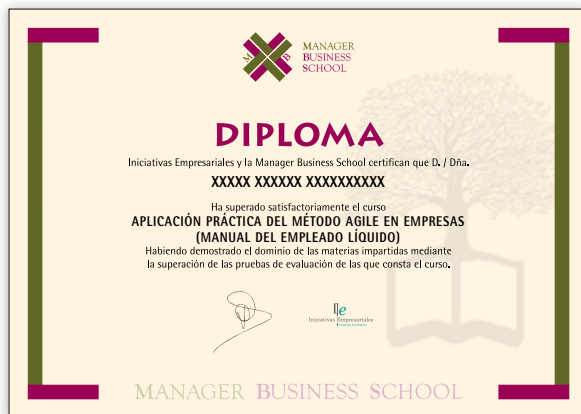 M B
MANAGER
BUSINESS
SCHOOL
DIPLOMA
Iniciativas Empresariales y la Manager Business School certifican que D. / Dña.
XXXXX XXXXXX XXXXXXXXXX
Ha superado satisfactoriamente el curso
APLICACIÓN PRÁCTICA DEL MÉTODO AGILE EN EMPRESAS
(MANUAL DEL EMPLEADO LÍQUIDO)
Habiendo demostrado el dominio de las materias impartidas mediante
la superación de las pruebas de evaluación de las que consta el curso.
Ie
Iniciativas Empresariales
MANAGER BUSINESS SCHOOL